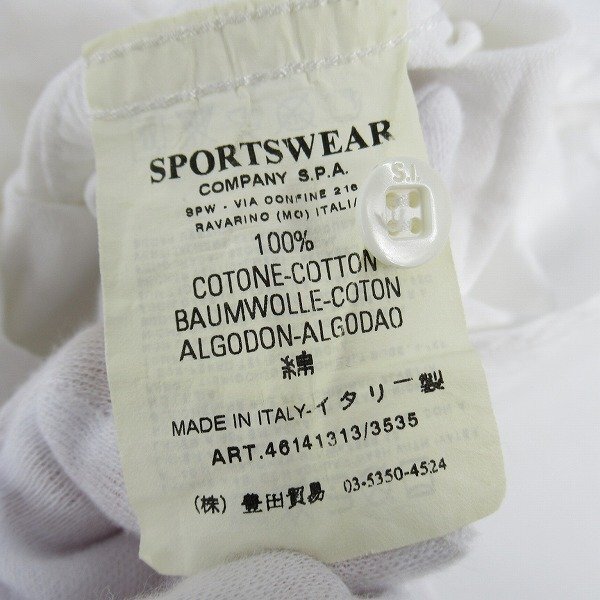 SPORTSWEAR
COMPANY S.P.A.
SPW - VIA CONFINE 216
RAVARINO (MO) ITALI
S.I.
100%
COTONE-COTTON
BAUMWOLLE-COTON
ALGODON-ALGODAO
綿
MADE IN ITALY-イタリー製
ART.46141313/3535
(株) 豊田貿易 03-5350-4524